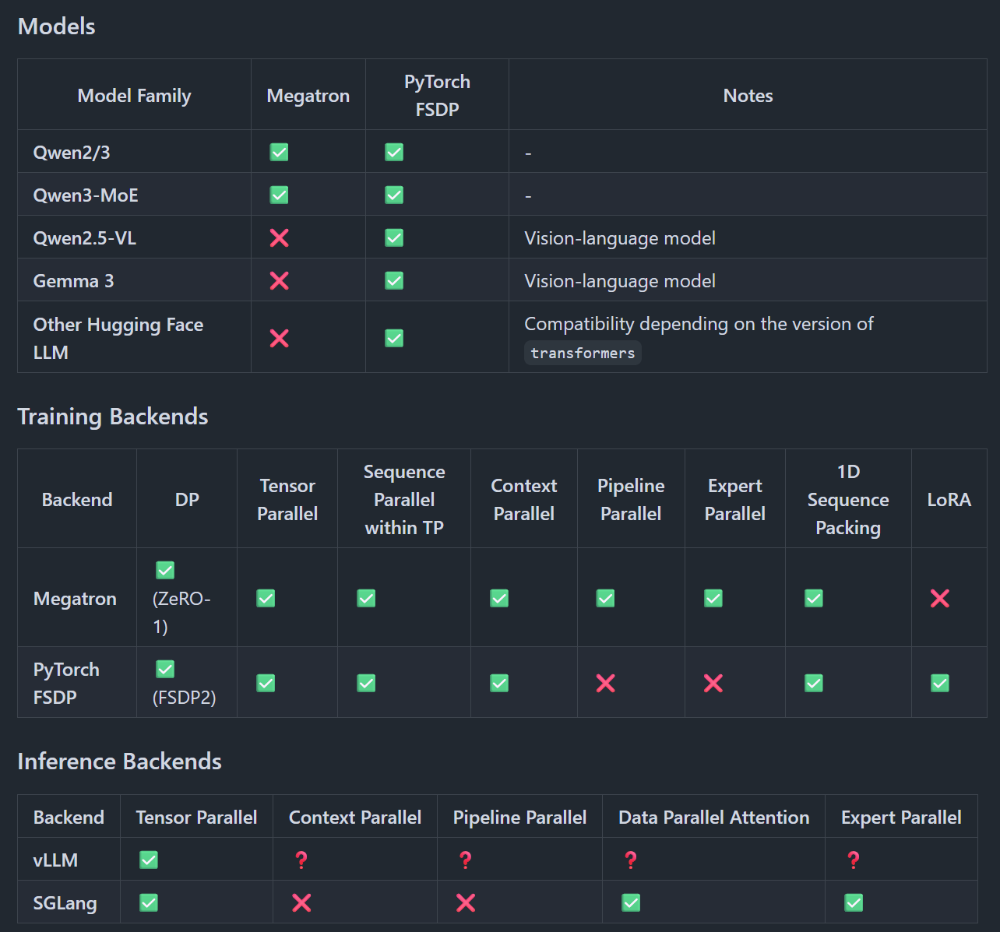 Models
Model Family Megatron PyTorch FSDP Notes
Qwen2/3 ✅ ✅ -
Qwen3-MoE ✅ ✅ -
Qwen2.5-VL ❌ ✅ Vision-language model
Gemma 3 ❌ ✅ Vision-language model
Other Hugging Face LLM ❌ ✅ Compatibility depending on the version of transformers
Training Backends
Backend DP Tensor Parallel Sequence Parallel within TP Context Parallel Pipeline Parallel Expert Parallel 1D Sequence Packing LoRA
Megatron ✅ (ZeRO-1) ✅ ✅ ✅ ✅ ✅ ✅ ❌
PyTorch FSDP ✅ (FSDP2) ✅ ✅ ✅ ❌ ❌ ✅ ✅
Inference Backends
Backend Tensor Parallel Context Parallel Pipeline Parallel Data Parallel Attention Expert Parallel
vLLM ✅ ❓ ❓ ❓ ❓
SGLang ✅ ❌ ❌ ✅ ✅